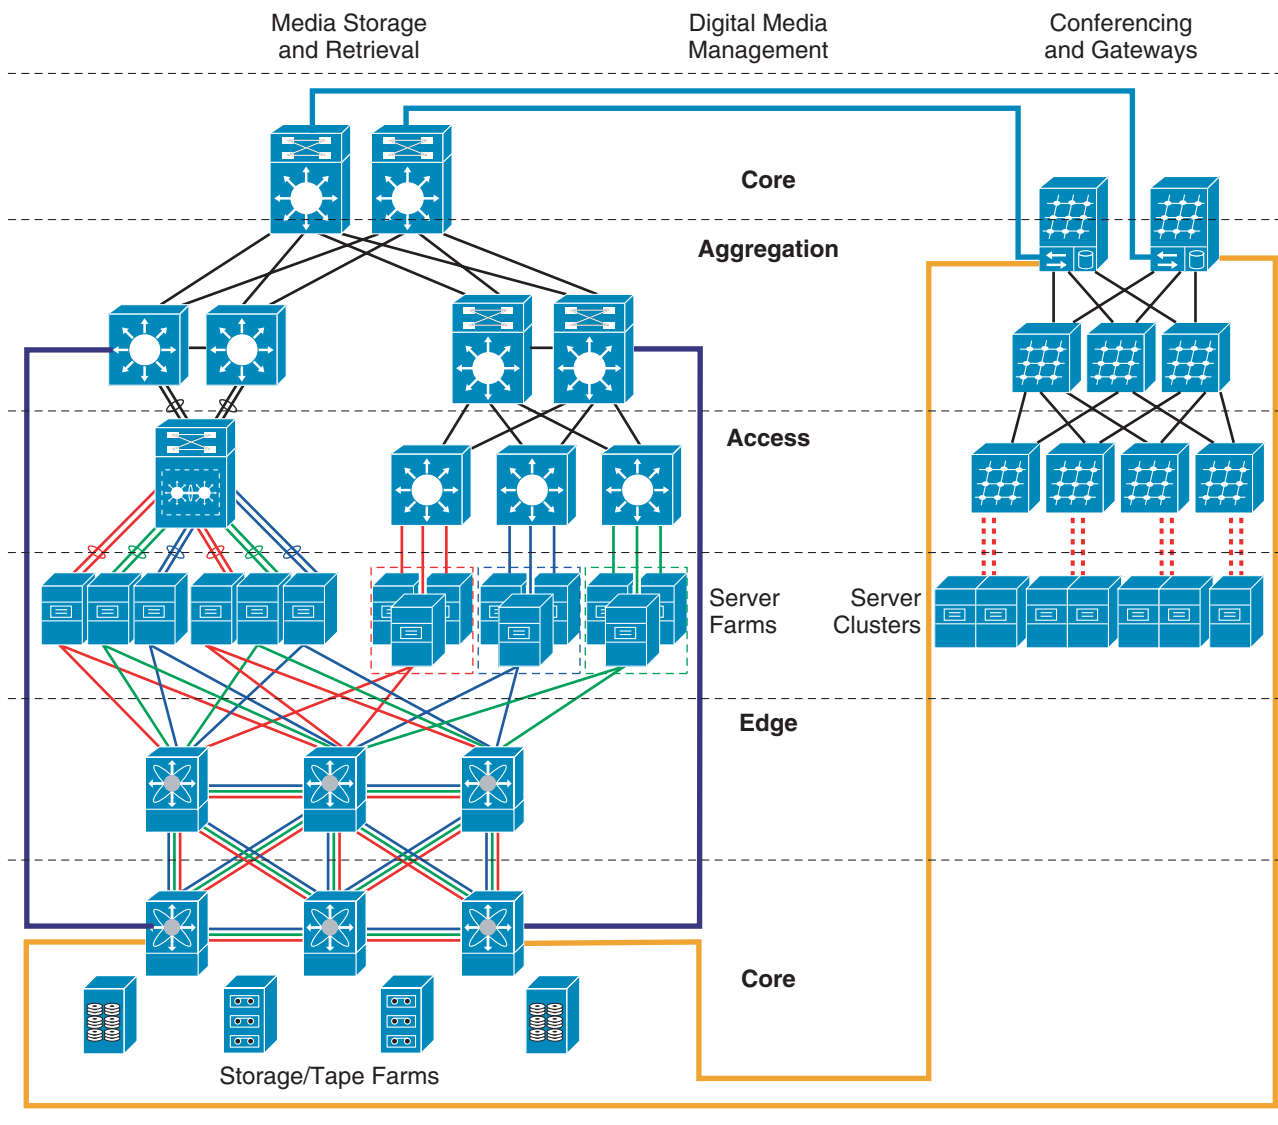 Media Storage
and Retrieval
Digital Media
Management
Conferencing
and Gateways
Core
Aggregation
Access
Server
Farms
Server
Clusters
Edge
Core
Storage/Tape Farms